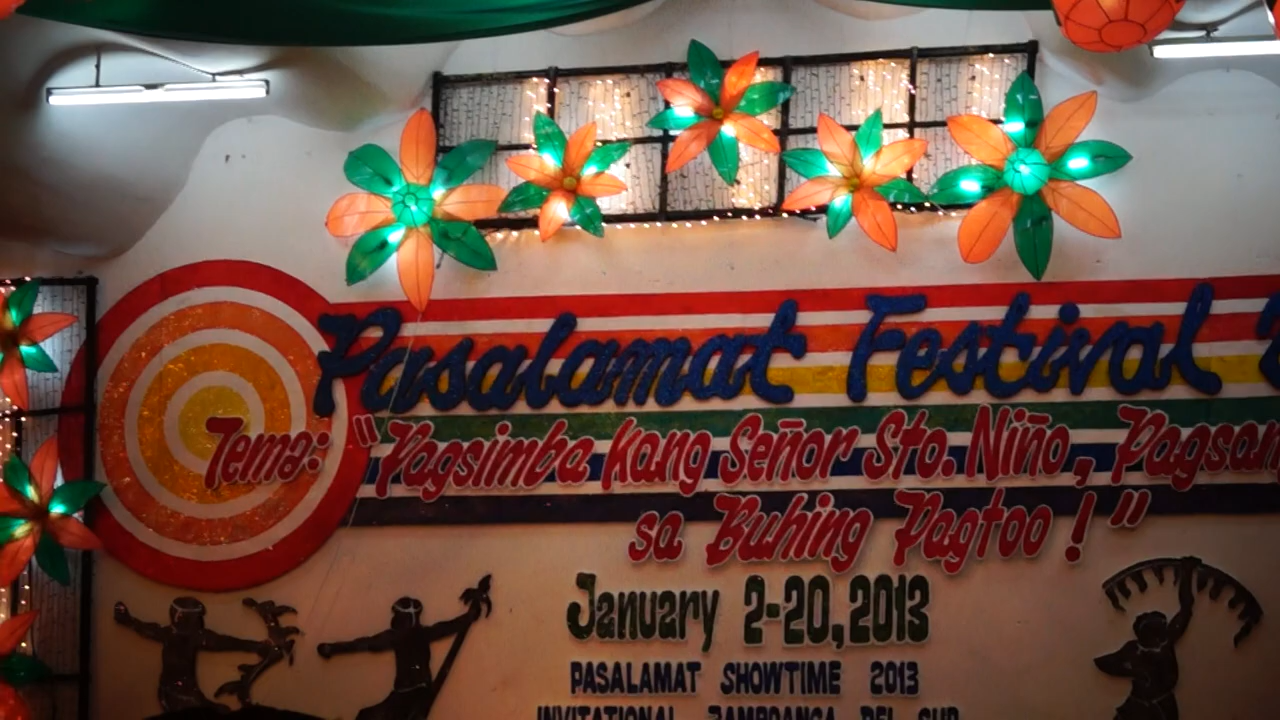 Pasalamat Festival
Tema: "Pagsimba kang Señor Sto. Niño, Pagsan
sa Buhing Pagtoo!"
January 2-20, 2013
PASALAMAT SHOWTIME 2013
INVITATIONAL ZAMBOANGA DEL SUR